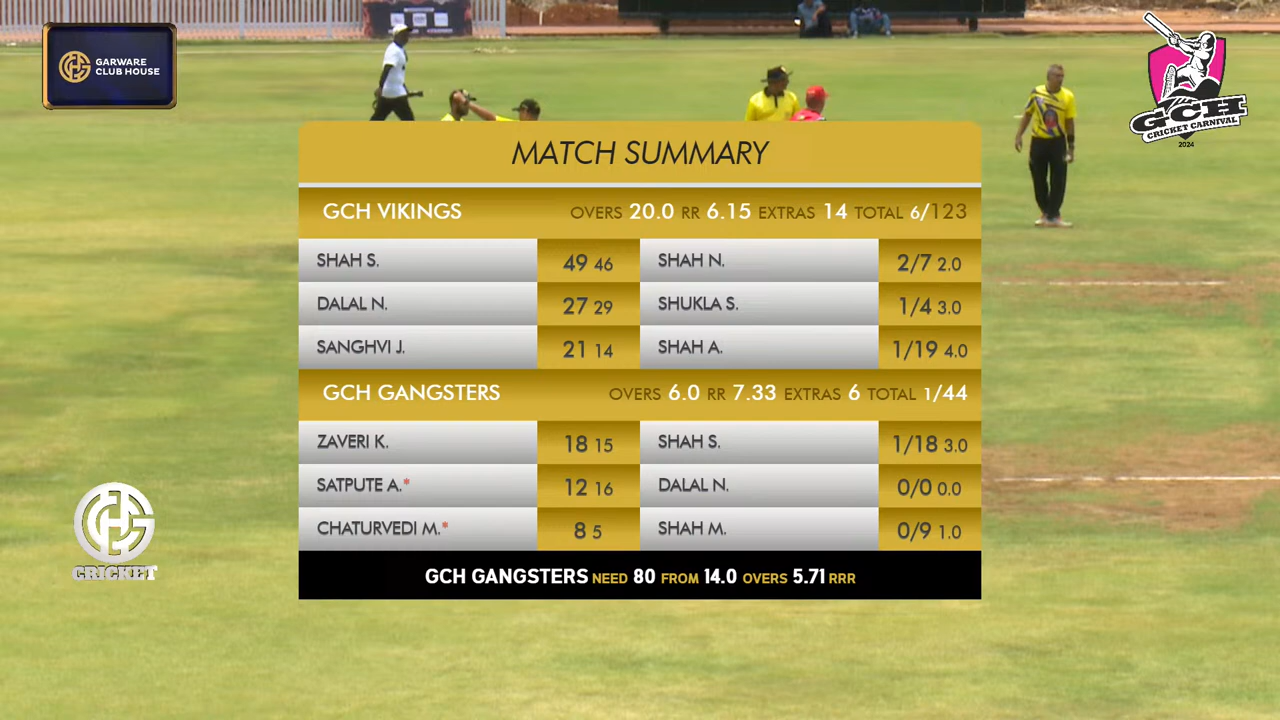 GARWARE
CLUB HOUSE
GCH
CRICKET CARNIVAL
2024
MATCH SUMMARY
GCH VIKINGS OVERS 20.0 RR 6.15 EXTRAS 14 TOTAL 6/123
SHAH S. 49 46 SHAH N. 2/7 2.0
DALAL N. 27 29 SHUKLA S. 1/4 3.0
SANGHVI J. 21 14 SHAH A. 1/19 4.0
GCH GANGSTERS OVERS 6.0 RR 7.33 EXTRAS 6 TOTAL 1/44
ZAVERI K. 18 15 SHAH S. 1/18 3.0
SATPUTE A.* 12 16 DALAL N. 0/0 0.0
CHATURVEDI M.* 8 5 SHAH M. 0/9 1.0
GCH GANGSTERS NEED 80 FROM 14.0 OVERS 5.71 RRR
CRICKET